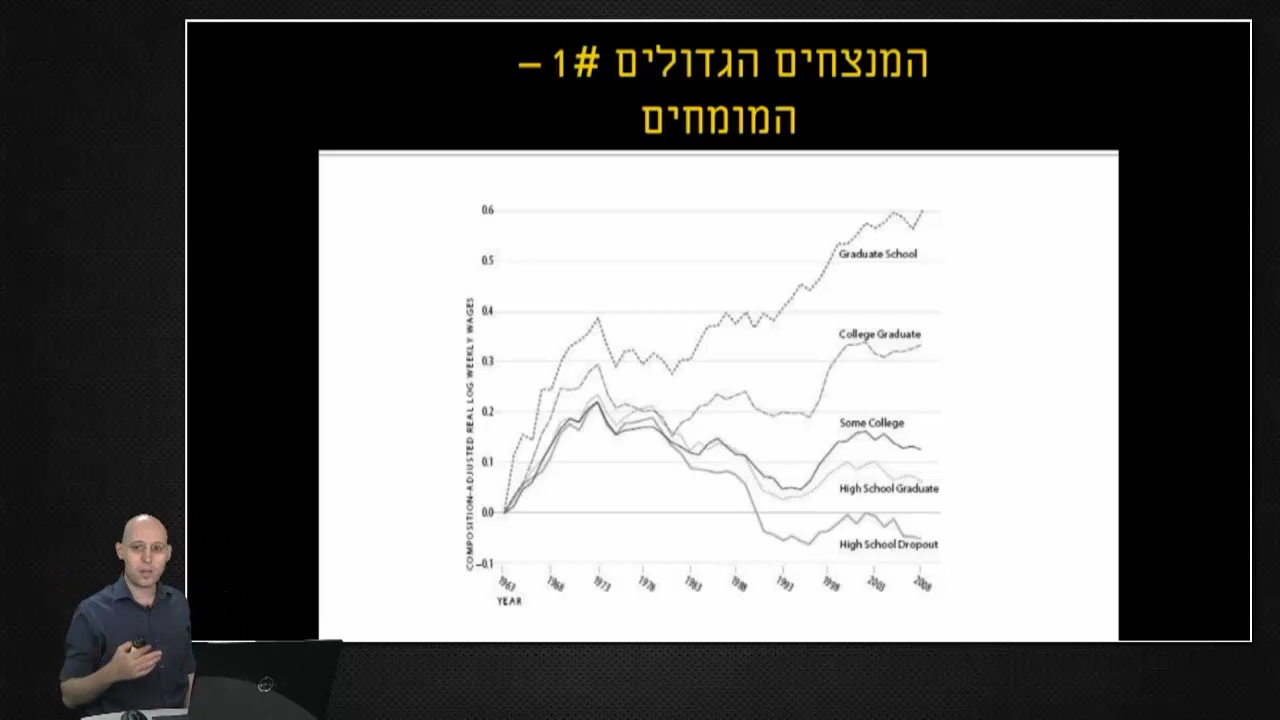 המנצחים הגדולים #1 –
המומחים
0.6
0.5
0.4
0.3
0.2
0.1
0.0
–0.1
COMPOSITION-ADJUSTED REAL LOG WEEKLY WAGES
Graduate School
College Graduate
Some College
High School Graduate
High School Dropout
1963 1968 1973 1978 1983 1988 1993 1998 2003 2008
YEAR